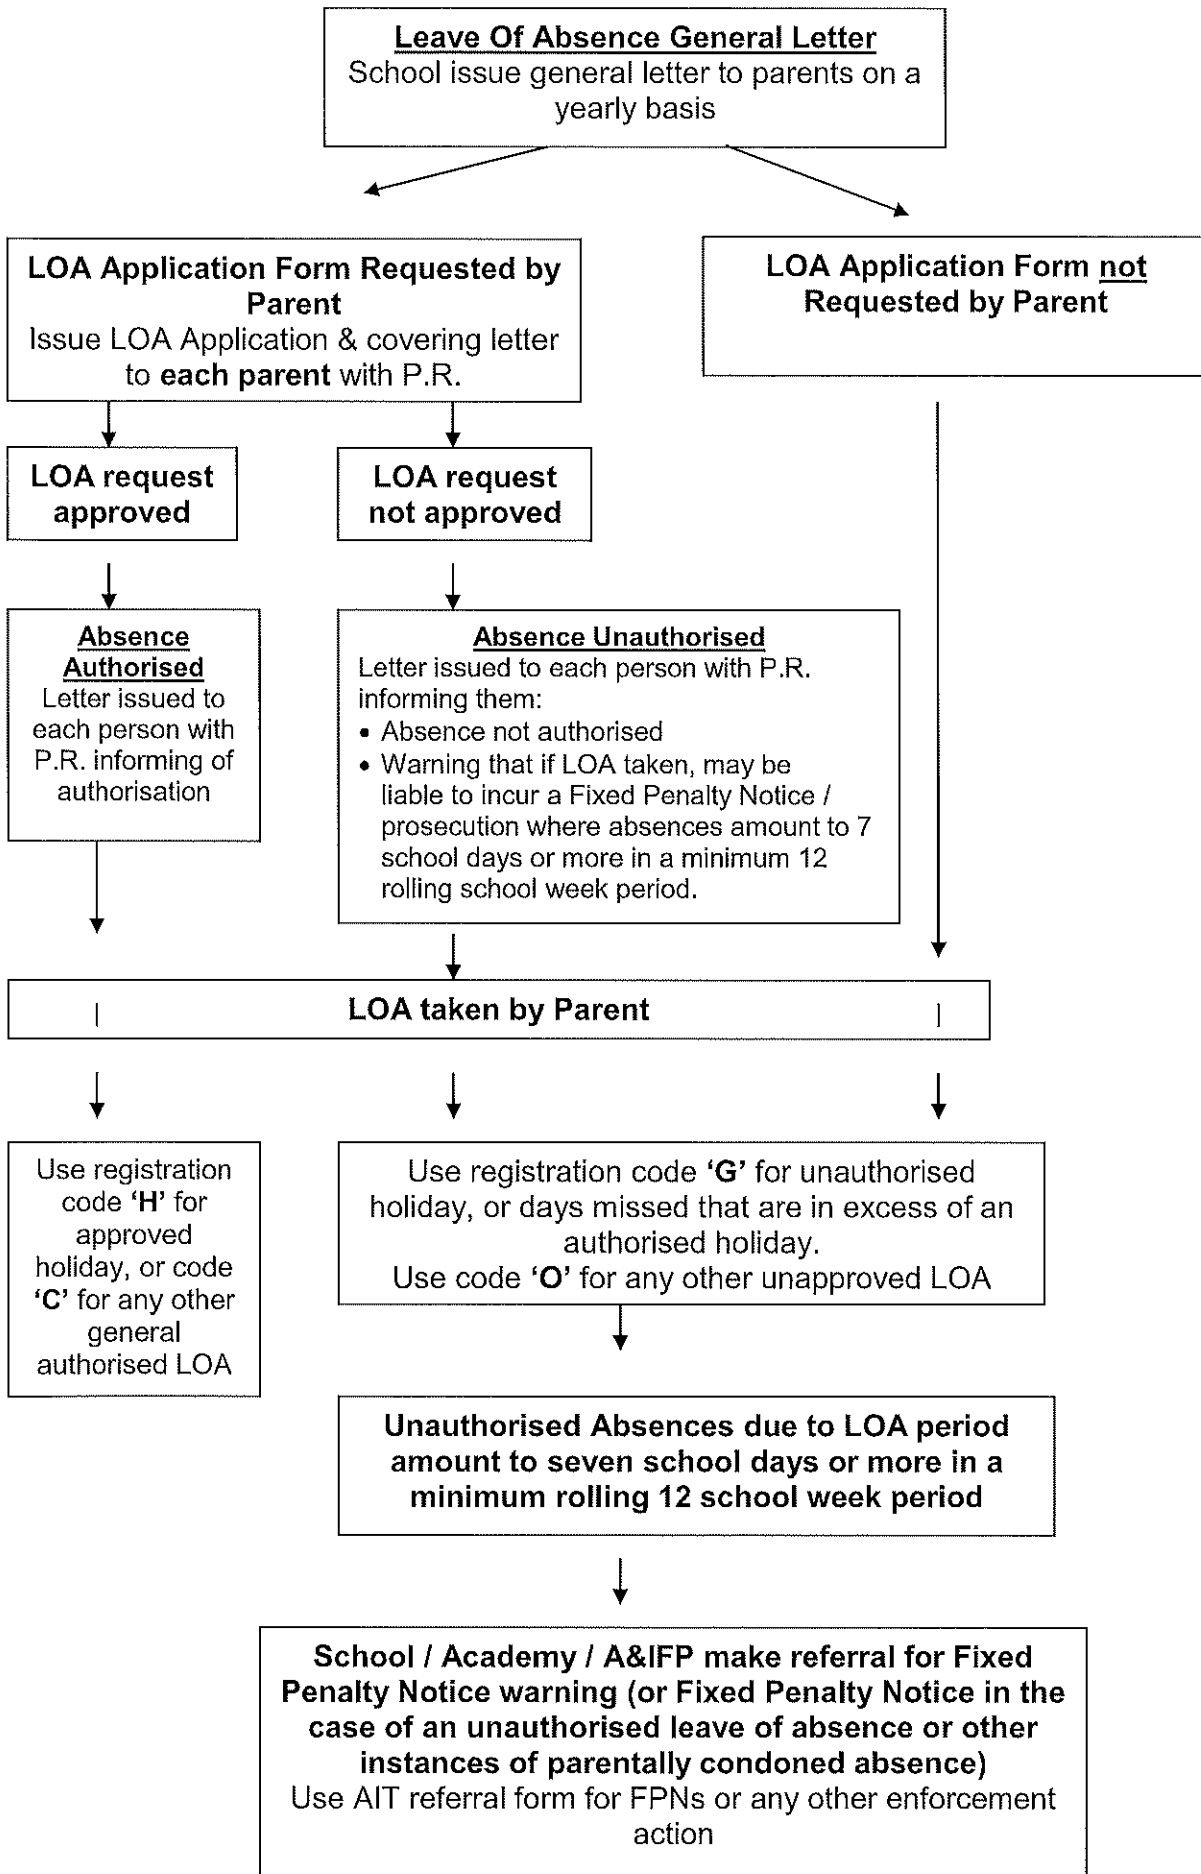 Leave Of Absence General Letter
School issue general letter to parents on a
yearly basis
LOA Application Form Requested by
Parent
Issue LOA Application & covering letter
to each parent with P.R.
LOA Application Form not
Requested by Parent
LOA request
approved
LOA request
not approved
Absence
Authorised
Letter issued to
each person with
P.R. informing of
authorisation
Absence Unauthorised
Letter issued to each person with P.R.
informing them:
• Absence not authorised
• Warning that if LOA taken, may be
liable to incur a Fixed Penalty Notice /
prosecution where absences amount to 7
school days or more in a minimum 12
rolling school week period.
LOA taken by Parent
Use registration
code ‘H’ for
approved
holiday, or code
‘C’ for any other
general
authorised LOA
Use registration code ‘G’ for unauthorised
holiday, or days missed that are in excess of an
authorised holiday.
Use code ‘O’ for any other unapproved LOA
Unauthorised Absences due to LOA period
amount to seven school days or more in a
minimum rolling 12 school week period
School / Academy / A&IFP make referral for Fixed
Penalty Notice warning (or Fixed Penalty Notice in the
case of an unauthorised leave of absence or other
instances of parentally condoned absence)
Use AIT referral form for FPNs or any other enforcement
action